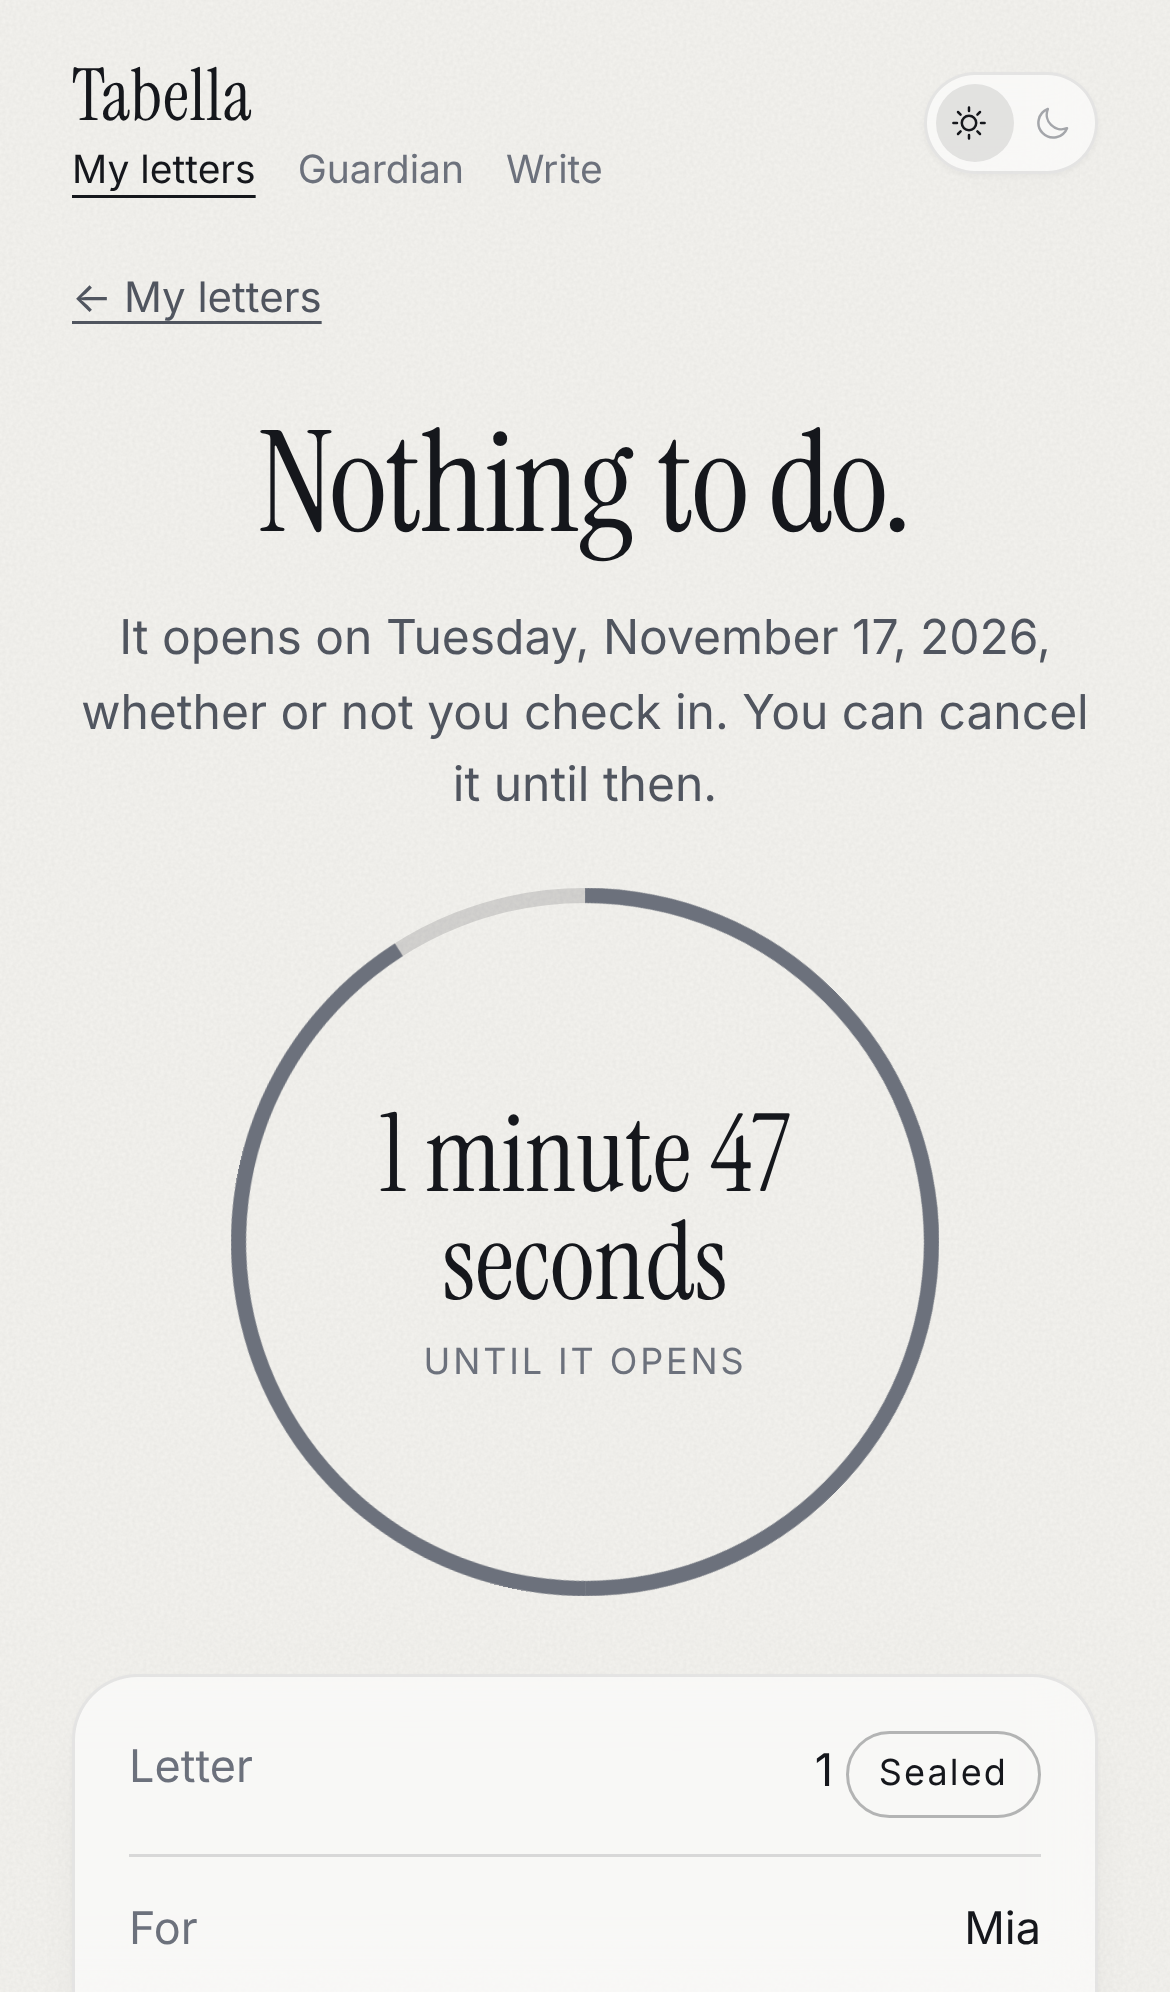 Tabella
My letters Guardian Write
← My letters
Nothing to do.
It opens on Tuesday, November 17, 2026,
whether or not you check in. You can cancel
it until then.
1 minute 47
seconds
UNTIL IT OPENS
Letter 1 Sealed
For Mia